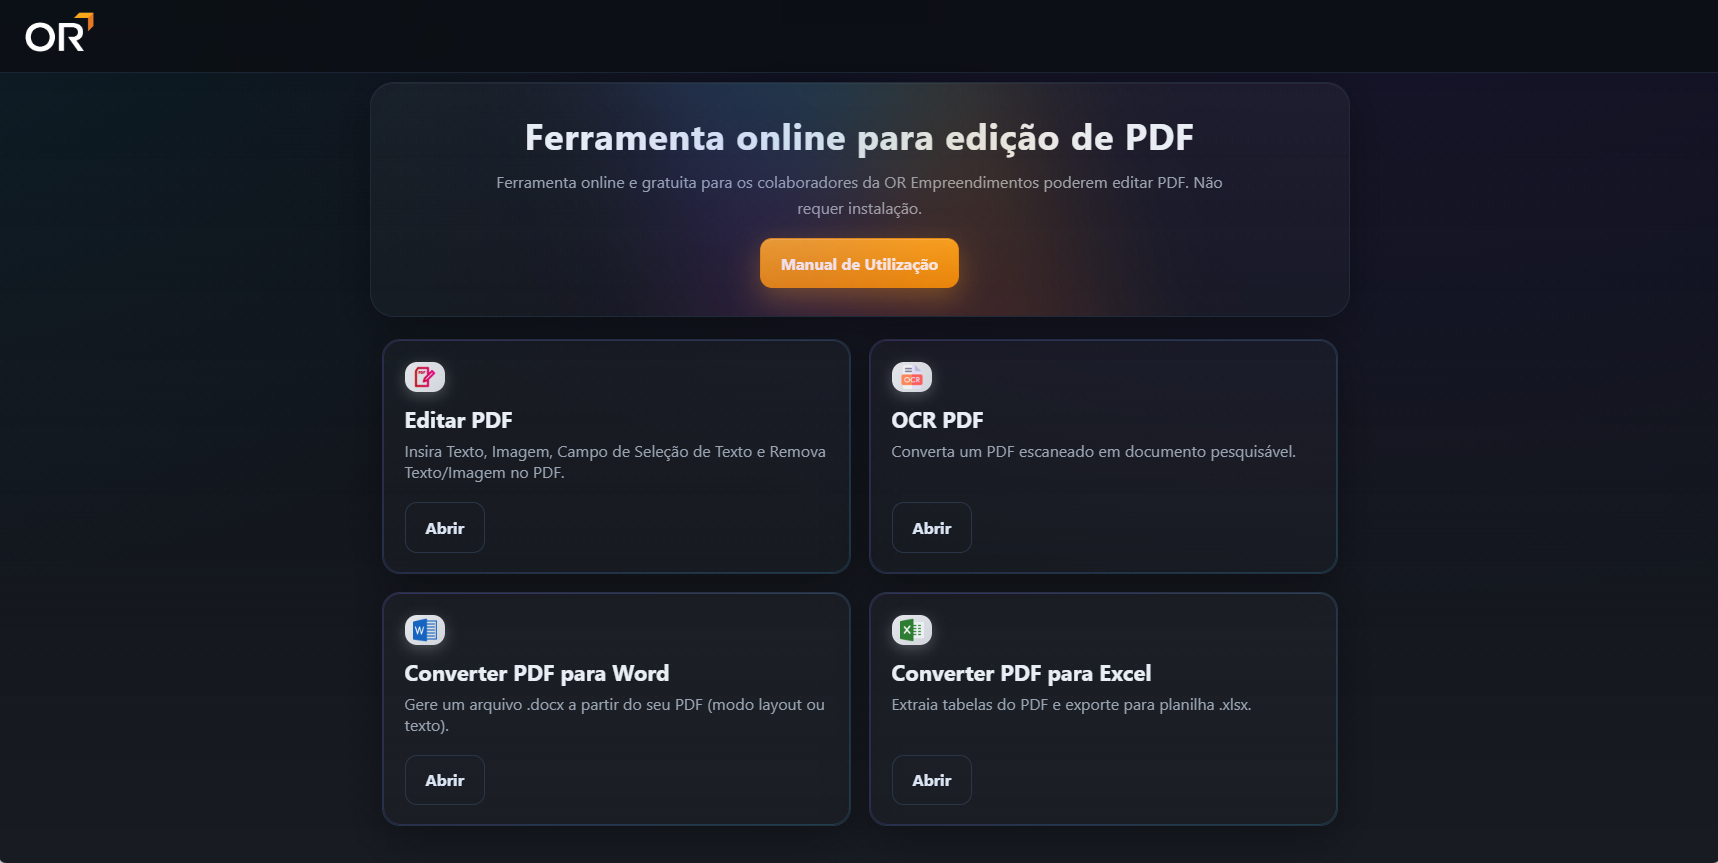 OR
Ferramenta online para edição de PDF
Ferramenta online e gratuita para os colaboradores da OR Empreendimentos poderem editar PDF. Não
requer instalação.
Manual de Utilização
Editar PDF
Insira Texto, Imagem, Campo de Seleção de Texto e Remova
Texto/Imagem no PDF.
Abrir
OCR
OCR PDF
Converta um PDF escaneado em documento pesquisável.
Abrir
W
Converter PDF para Word
Gere um arquivo .docx a partir do seu PDF (modo layout ou
texto).
Abrir
X
Converter PDF para Excel
Extraia tabelas do PDF e exporte para planilha .xlsx.
Abrir